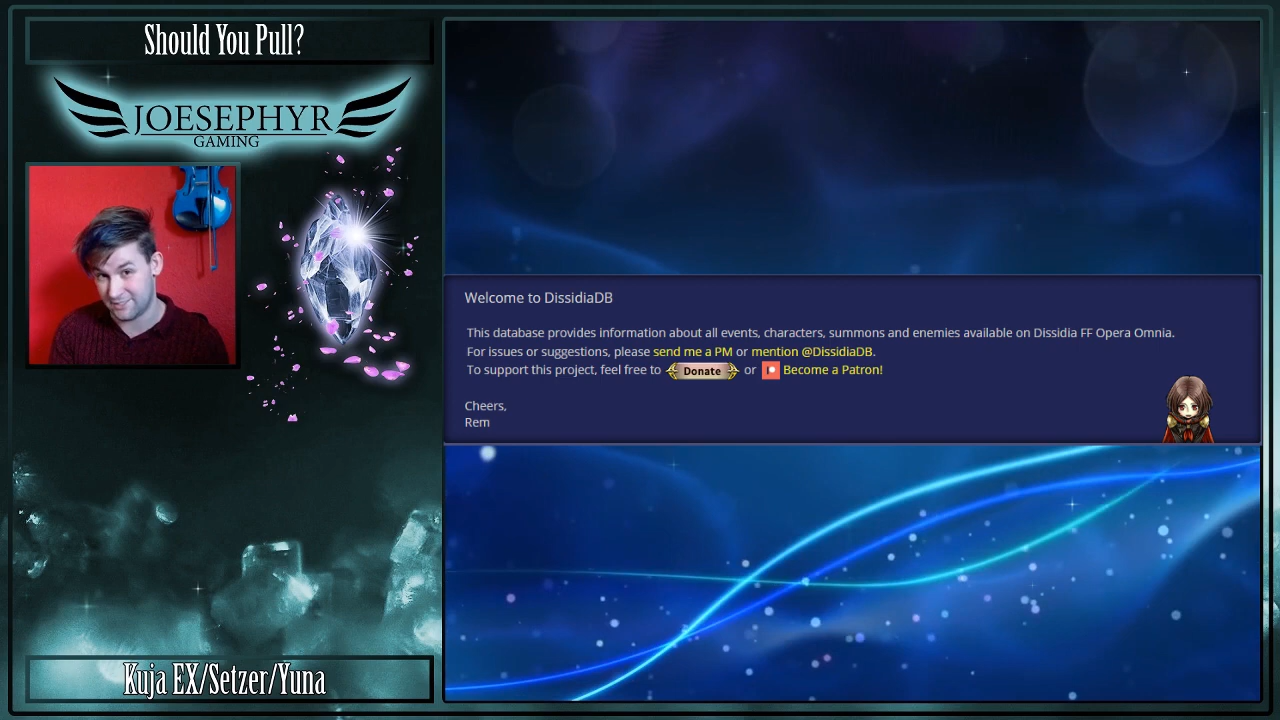 Should You Pull?
JOESEPHYR
GAMING
Welcome to DissidiaDB
This database provides information about all events, characters, summons and enemies available on Dissidia FF Opera Omnia.
For issues or suggestions, please send me a PM or mention @DissidiaDB.
To support this project, feel free to Donate or Become a Patron!
Cheers,
Rem
Kuja EX/Setzer/Yuna